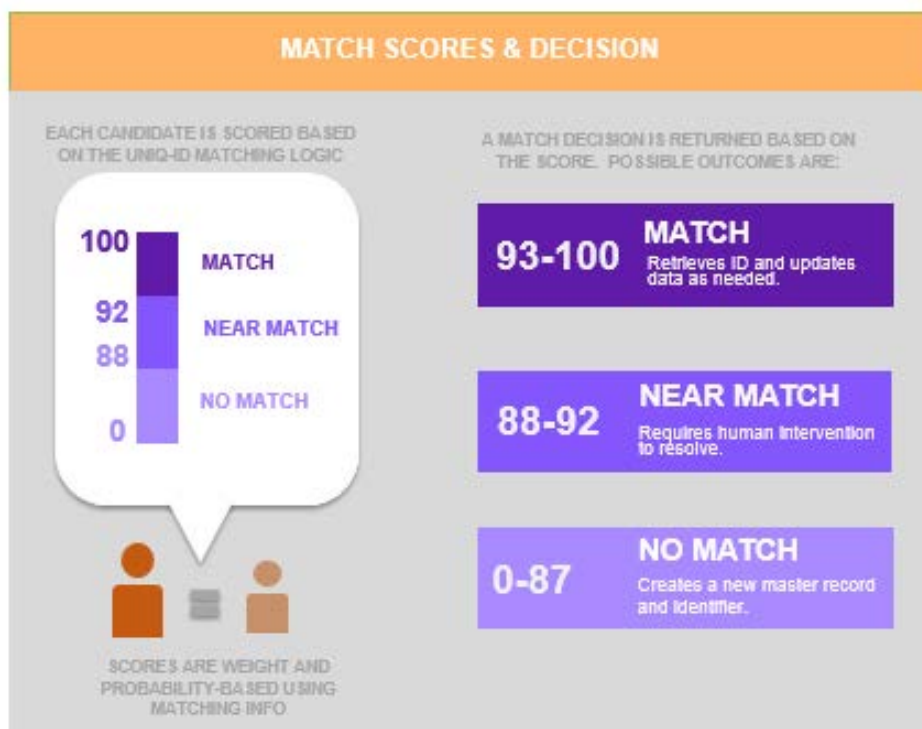 MATCH SCORES & DECISION
EACH CANDIDATE IS SCORED BASED
ON THE UNIQ-ID MATCHING LOGIC
100
MATCH
92
NEAR MATCH
88
NO MATCH
0
SCORES ARE WEIGHT AND
PROBABILITY-BASED USING
MATCHING INFO
A MATCH DECISION IS RETURNED BASED ON
THE SCORE. POSSIBLE OUTCOMES ARE:
93-100
MATCH
Retrieves ID and updates
data as needed.
88-92
NEAR MATCH
Requires human intervention
to resolve.
0-87
NO MATCH
Creates a new master record
and identifier.